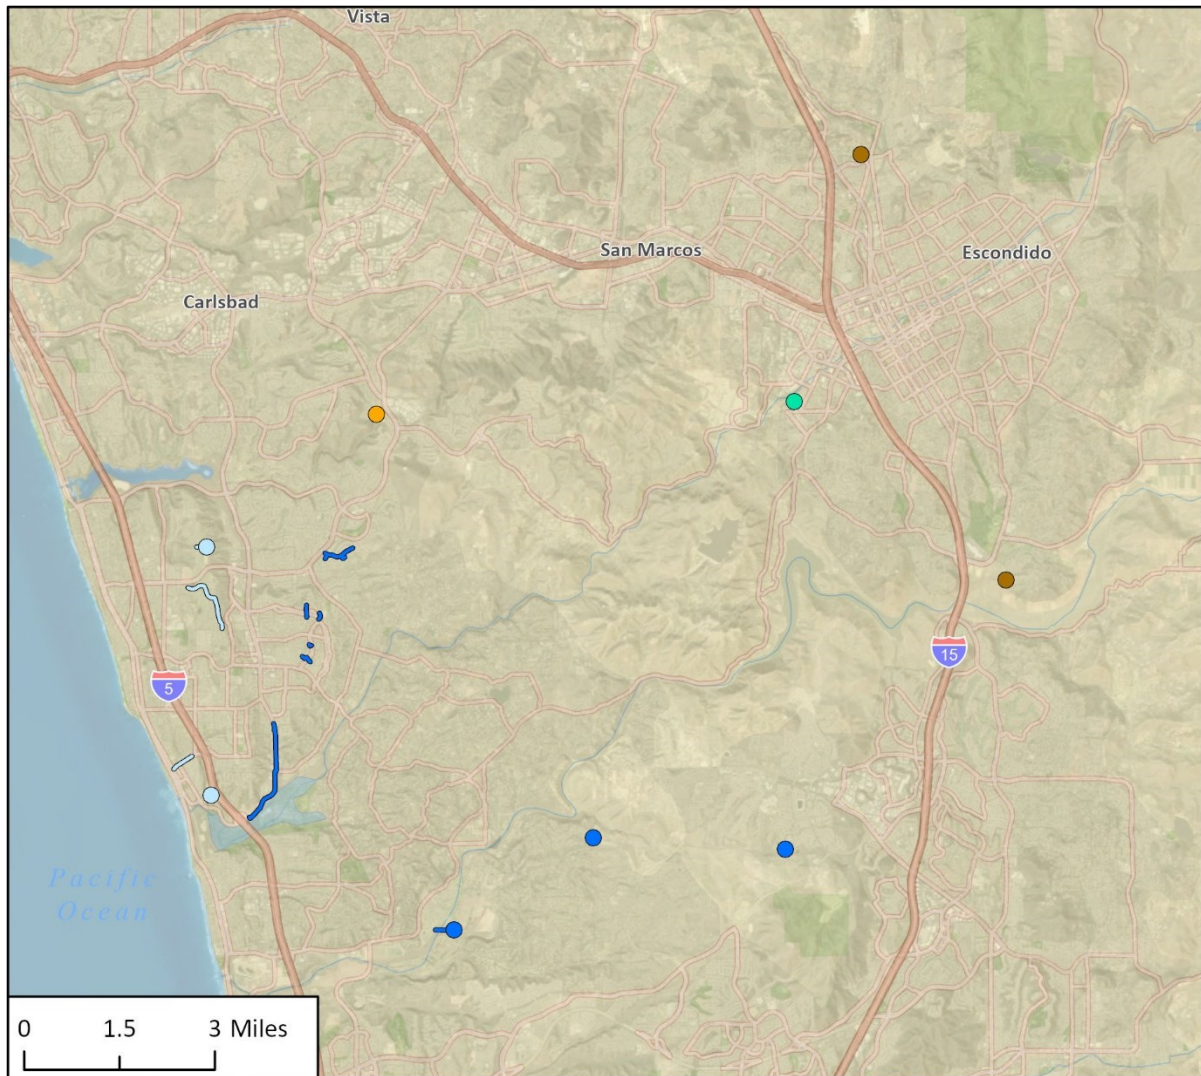 Vista
San Marcos
Escondido
Carlsbad
15
5
Pacific
Ocean
0 1.5 3 Miles